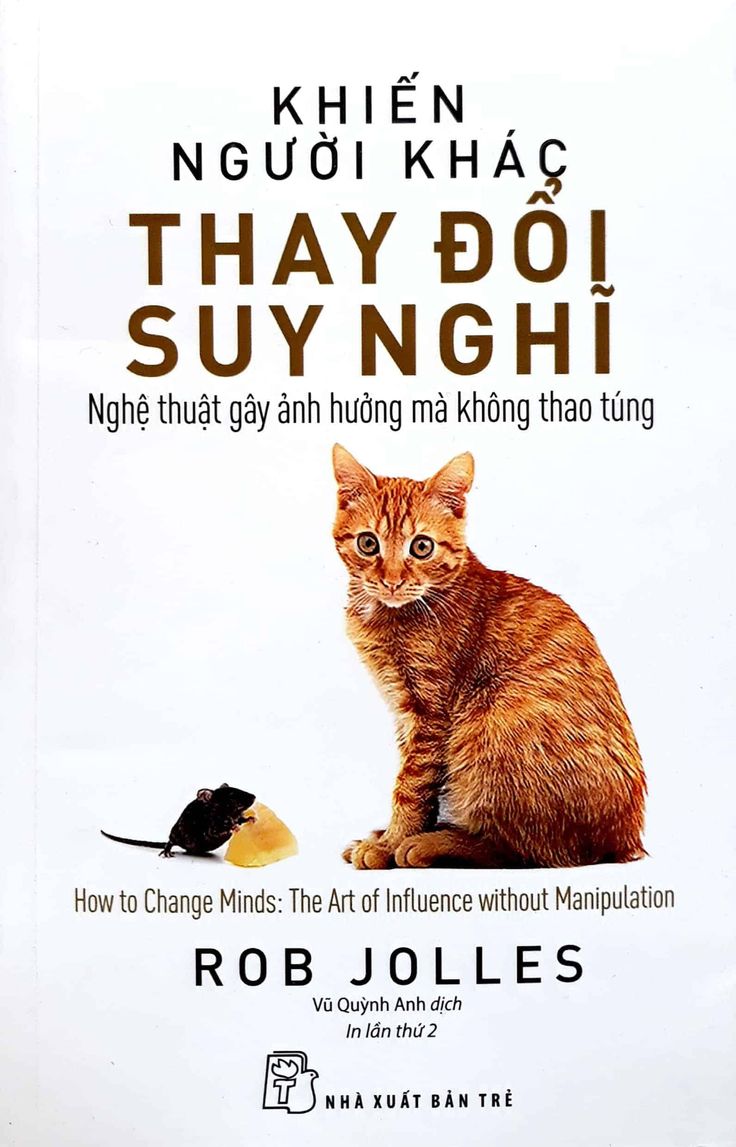 KHIẾN
NGƯỜI KHÁC
THAY ĐỔI
SUY NGHĨ
Nghệ thuật gây ảnh hưởng mà không thao túng
How to Change Minds: The Art of Influence without Manipulation
ROB JOLLES
Vũ Quỳnh Anh dịch
In lần thứ 2
T
NHÀ XUẤT BẢN TRẺ